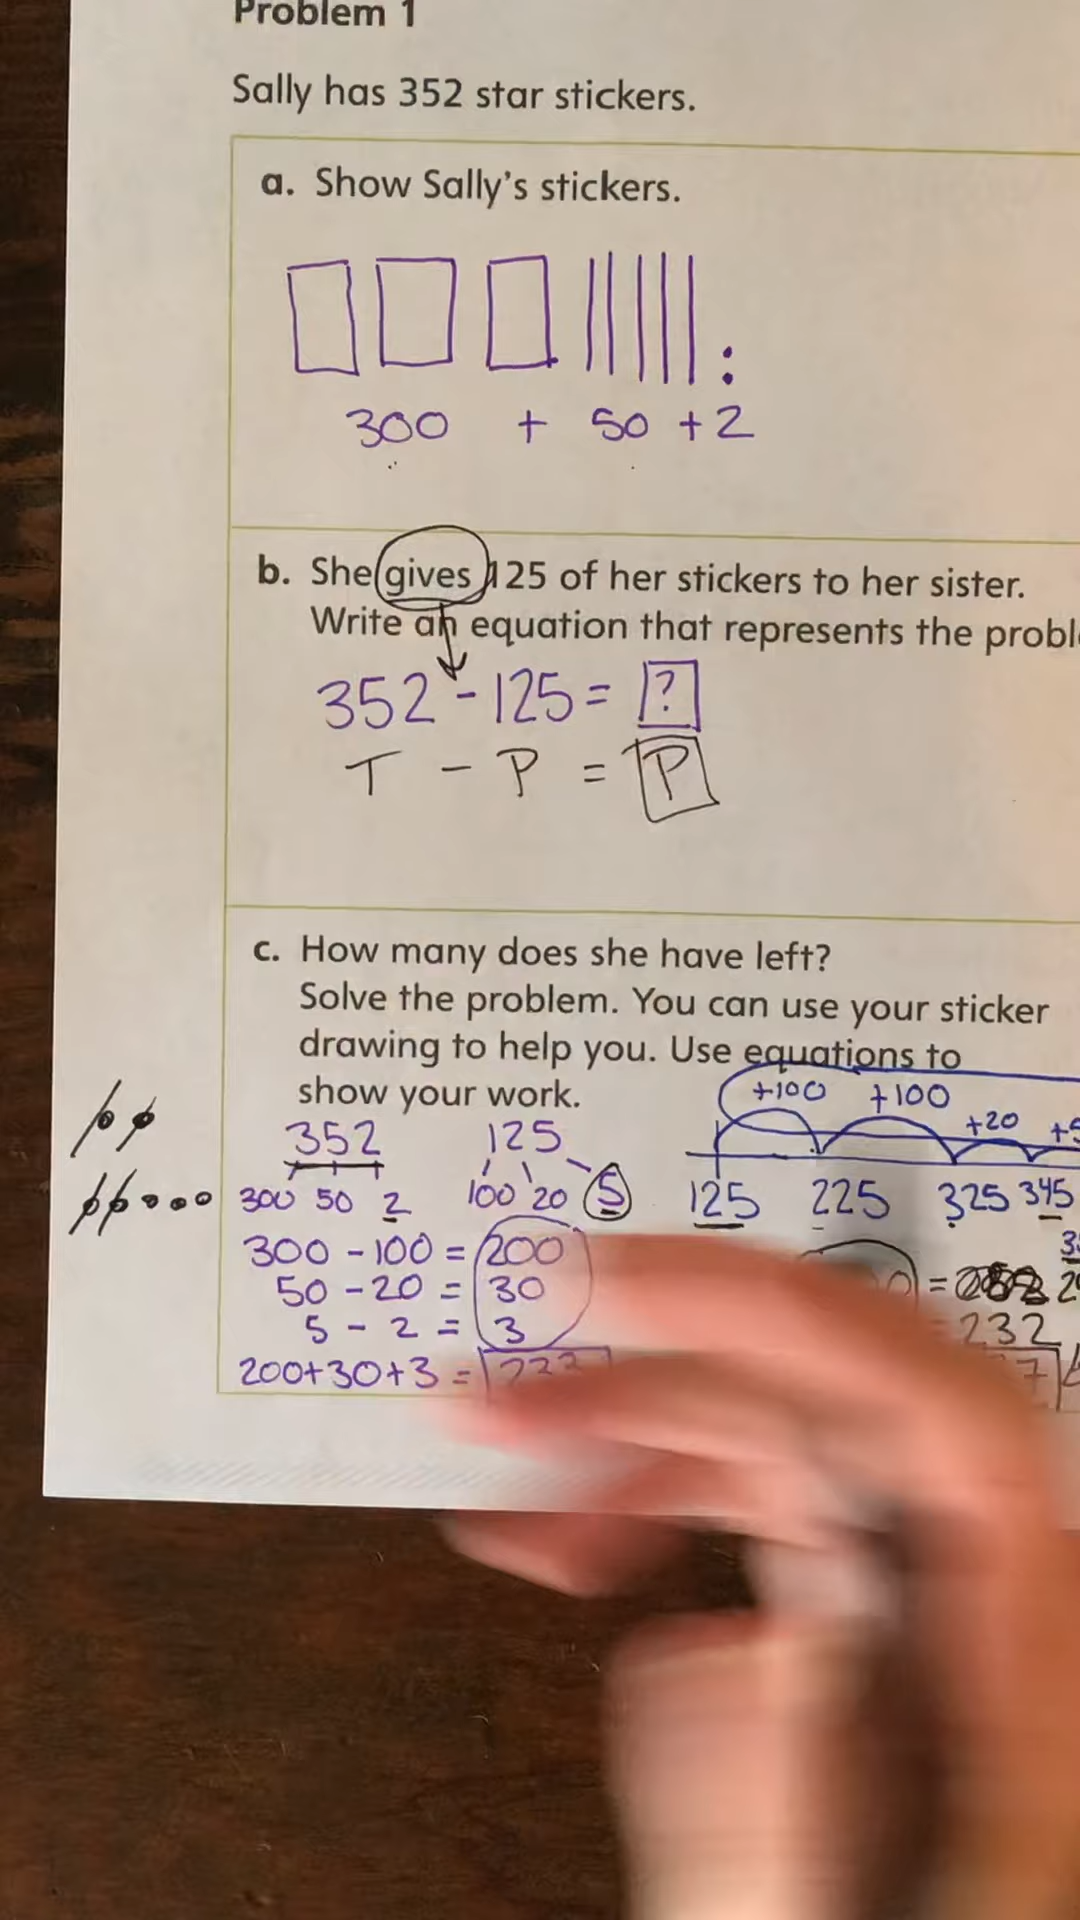 Problem 1
Sally has 352 star stickers.
a. Show Sally's stickers.
300 + 50 + 2
b. She gives 125 of her stickers to her sister.
Write an equation that represents the
352 - 125 = ?
T - P = P
c. How many does she have left?
Solve the problem. You can use your sticker
drawing to help you. Use equations to
show your work.
+100 +100 +20
352 125
300 50 2 100 20 5
125 225 325 345
300 - 100 = 200
50 - 20 = 30
5 - 2 = 3
232
200+30+3 =